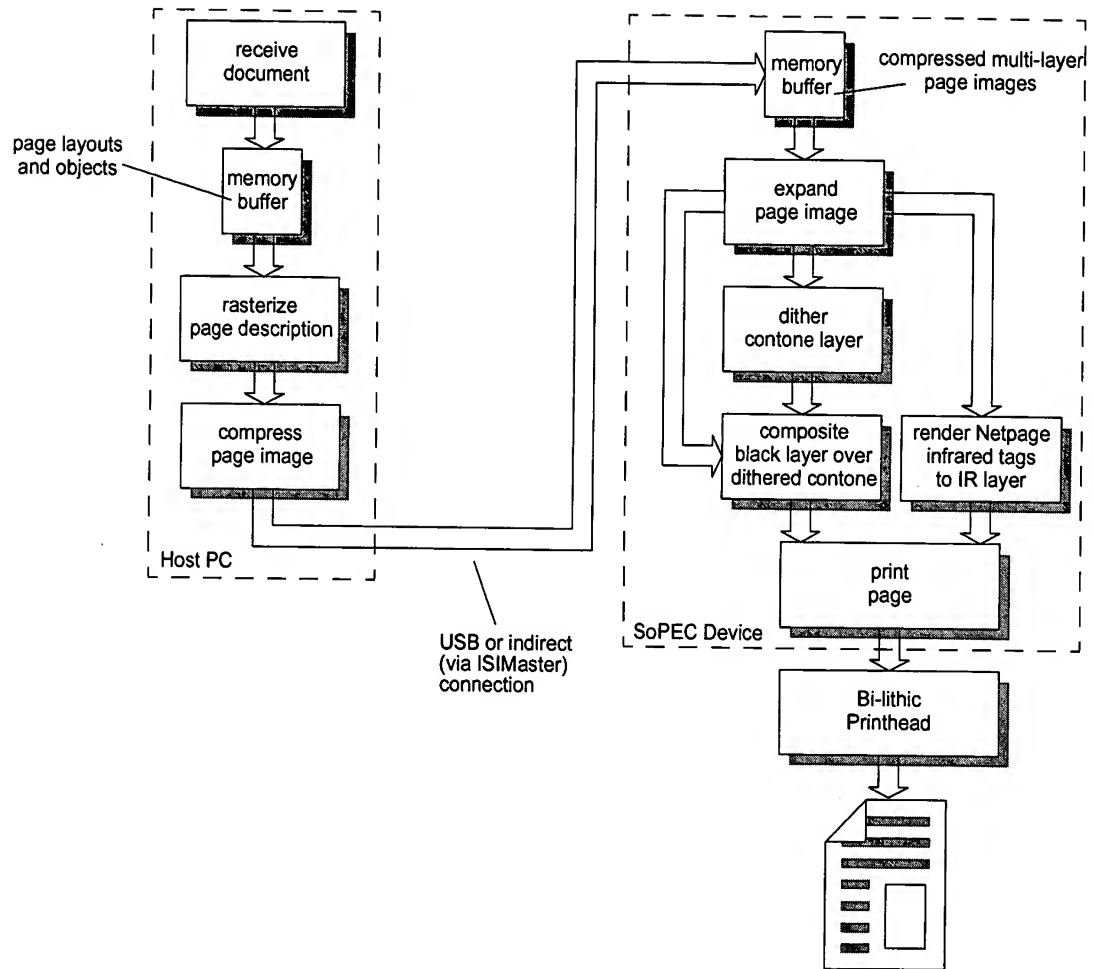 receive
document
page layouts
and objects
memory
buffer
rasterize
page description
compress
page image
Host PC
USB or indirect
(via ISIMaster)
connection
memory
buffer
compressed multi-layer
page images
expand
page image
dither
contone layer
composite
black layer over
dithered contone
render Netpage
infrared tags
to IR layer
print
page
SoPEC Device
Bi-lithic
Printhead